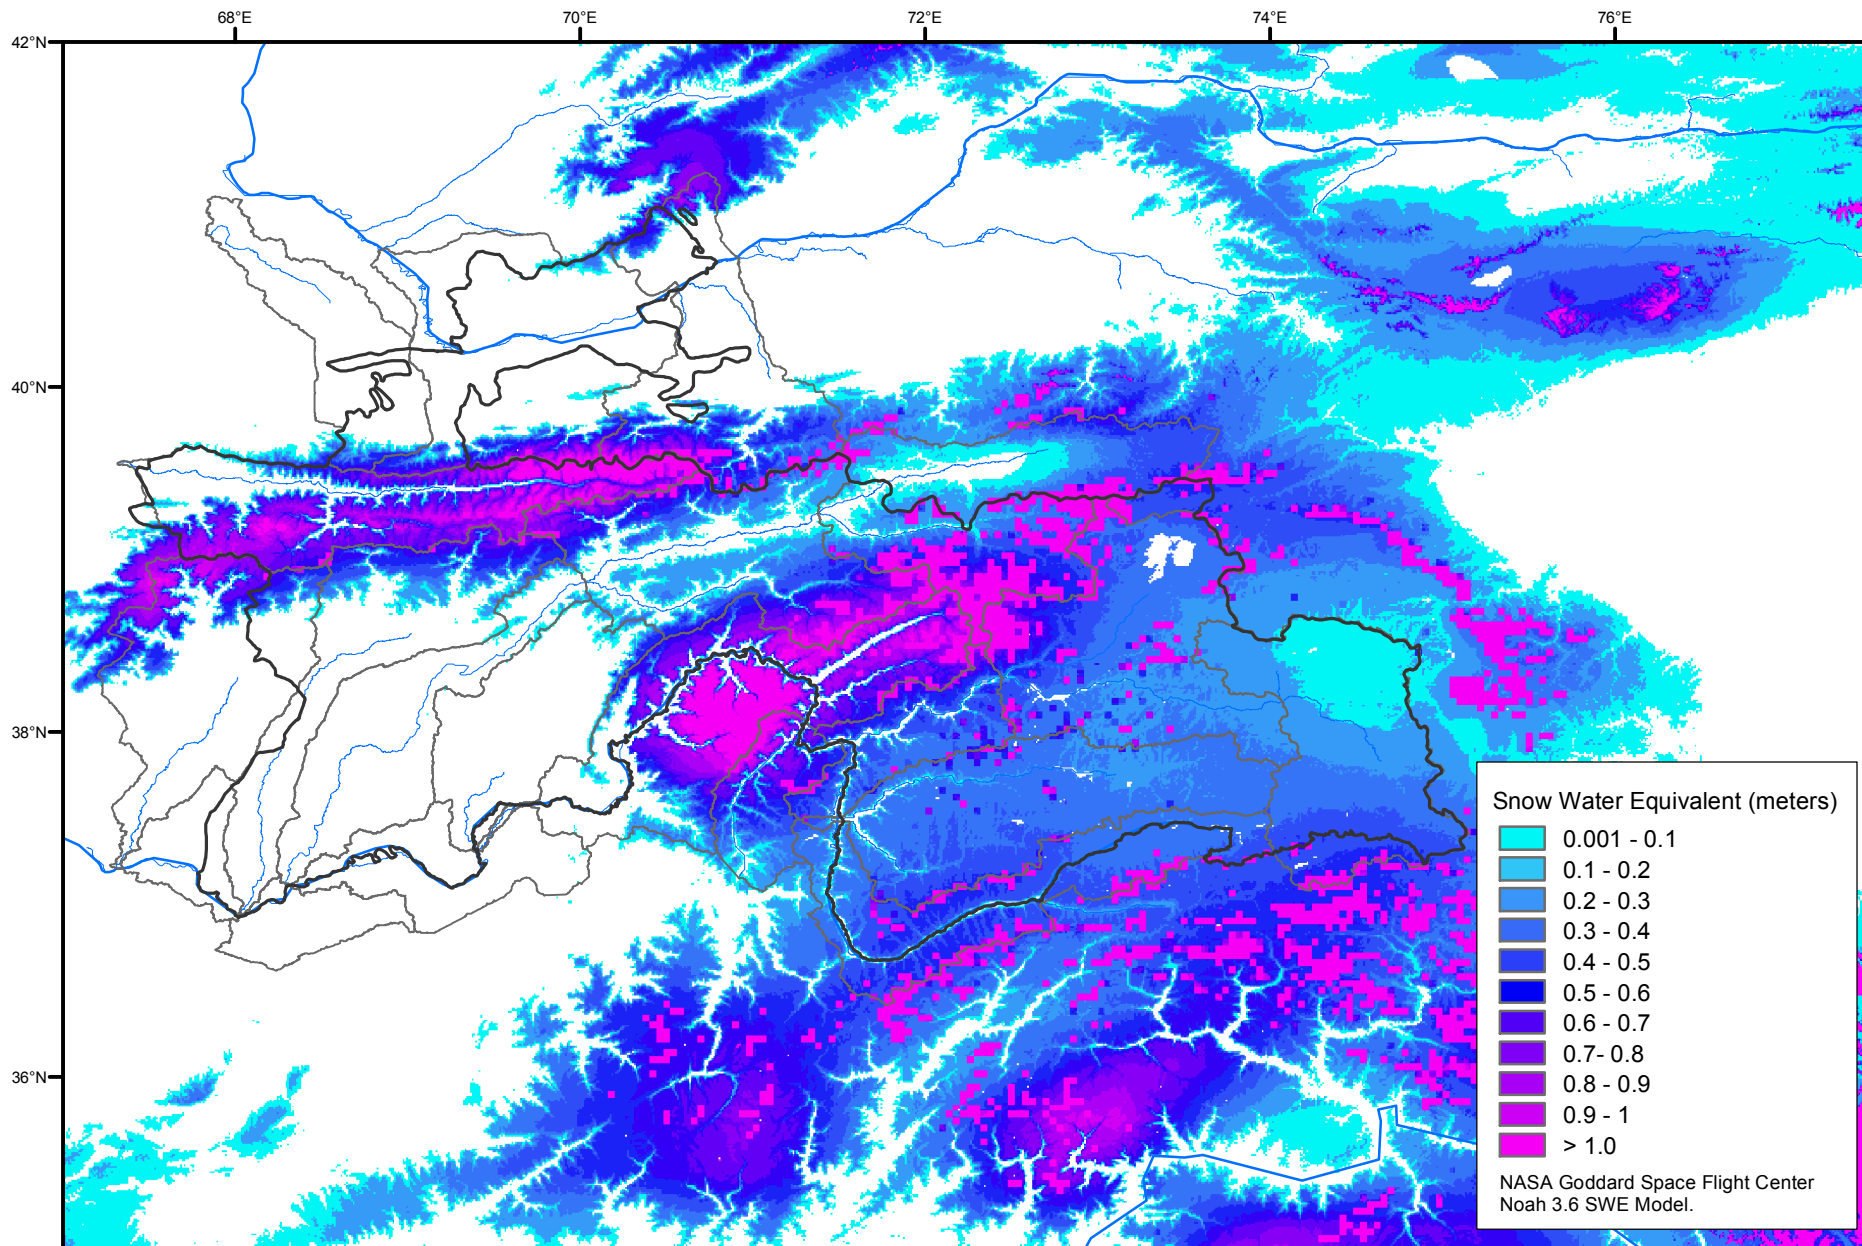 68°E 70°E 72°E 74°E 76°E
42°N
40°N
38°N
36°N
Snow Water Equivalent (meters)
0.001 - 0.1
0.1 - 0.2
0.2 - 0.3
0.3 - 0.4
0.4 - 0.5
0.5 - 0.6
0.6 - 0.7
0.7- 0.8
0.8 - 0.9
0.9 - 1
> 1.0
NASA Goddard Space Flight Center
Noah 3.6 SWE Model.